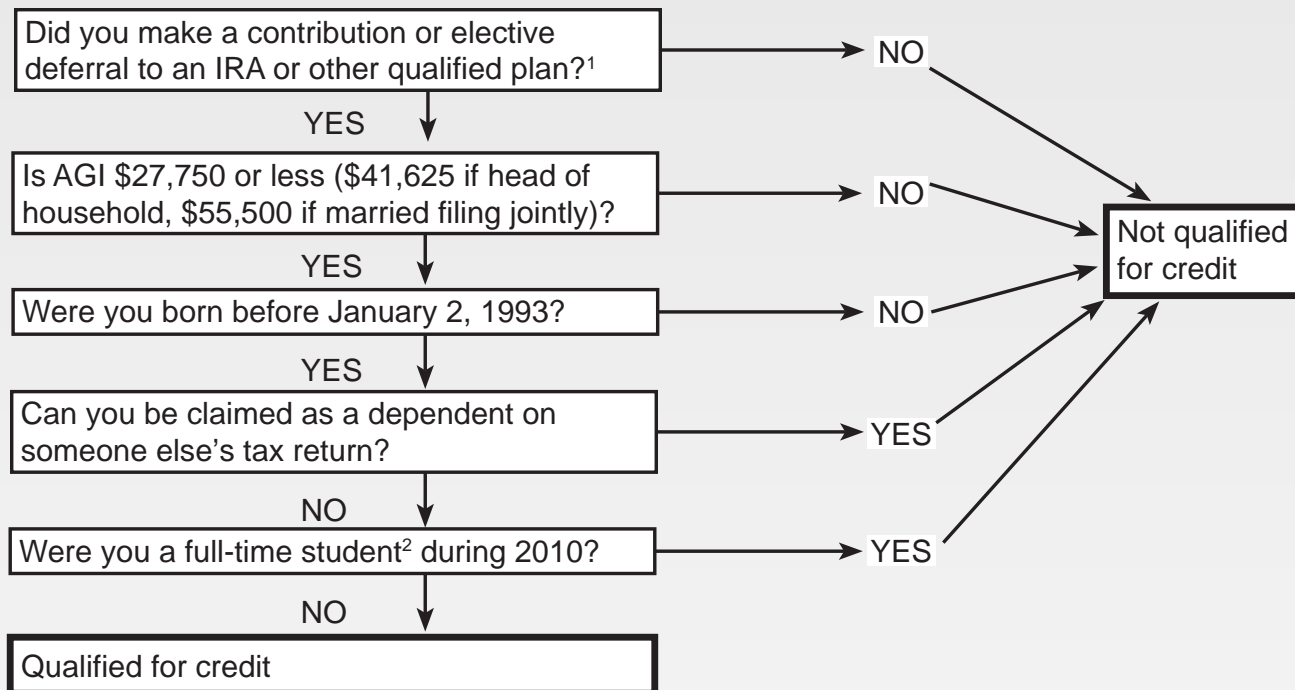 Did you make a contribution or elective
deferral to an IRA or other qualified plan?¹
NO
YES
Is AGI $27,750 or less ($41,625 if head of
household, $55,500 if married filing jointly)?
NO
Not qualified
for credit
YES
Were you born before January 2, 1993?
NO
YES
Can you be claimed as a dependent on
someone else’s tax return?
YES
NO
Were you a full-time student² during 2010?
YES
NO
Qualified for credit